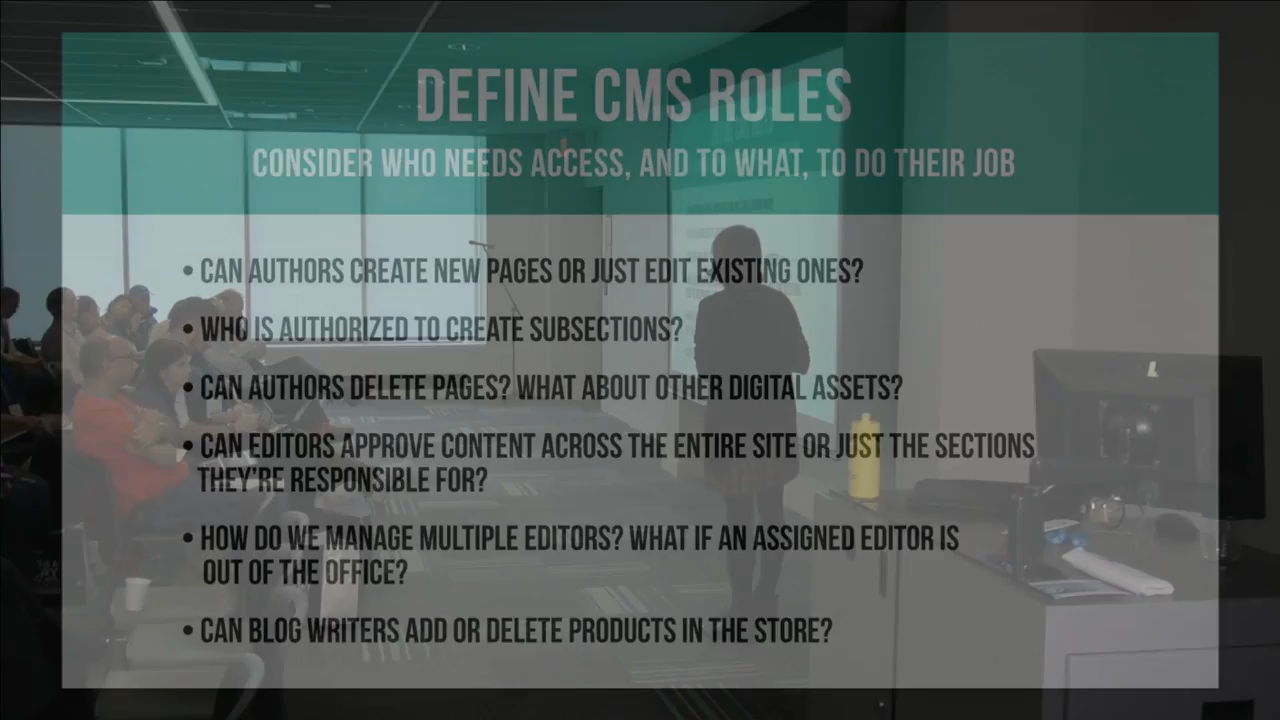 DEFINE CMS ROLES
CONSIDER WHO NEEDS ACCESS, AND TO WHAT, TO DO THEIR JOB
• CAN AUTHORS CREATE NEW PAGES OR JUST EDIT EXISTING ONES?
• WHO IS AUTHORIZED TO CREATE SUBSECTIONS?
• CAN AUTHORS DELETE PAGES? WHAT ABOUT OTHER DIGITAL ASSETS?
• CAN EDITORS APPROVE CONTENT ACROSS THE ENTIRE SITE OR JUST THE SECTIONS
THEY'RE RESPONSIBLE FOR?
• HOW DO WE MANAGE MULTIPLE EDITORS? WHAT IF AN ASSIGNED EDITOR IS
OUT OF THE OFFICE?
• CAN BLOG WRITERS ADD OR DELETE PRODUCTS IN THE STORE?